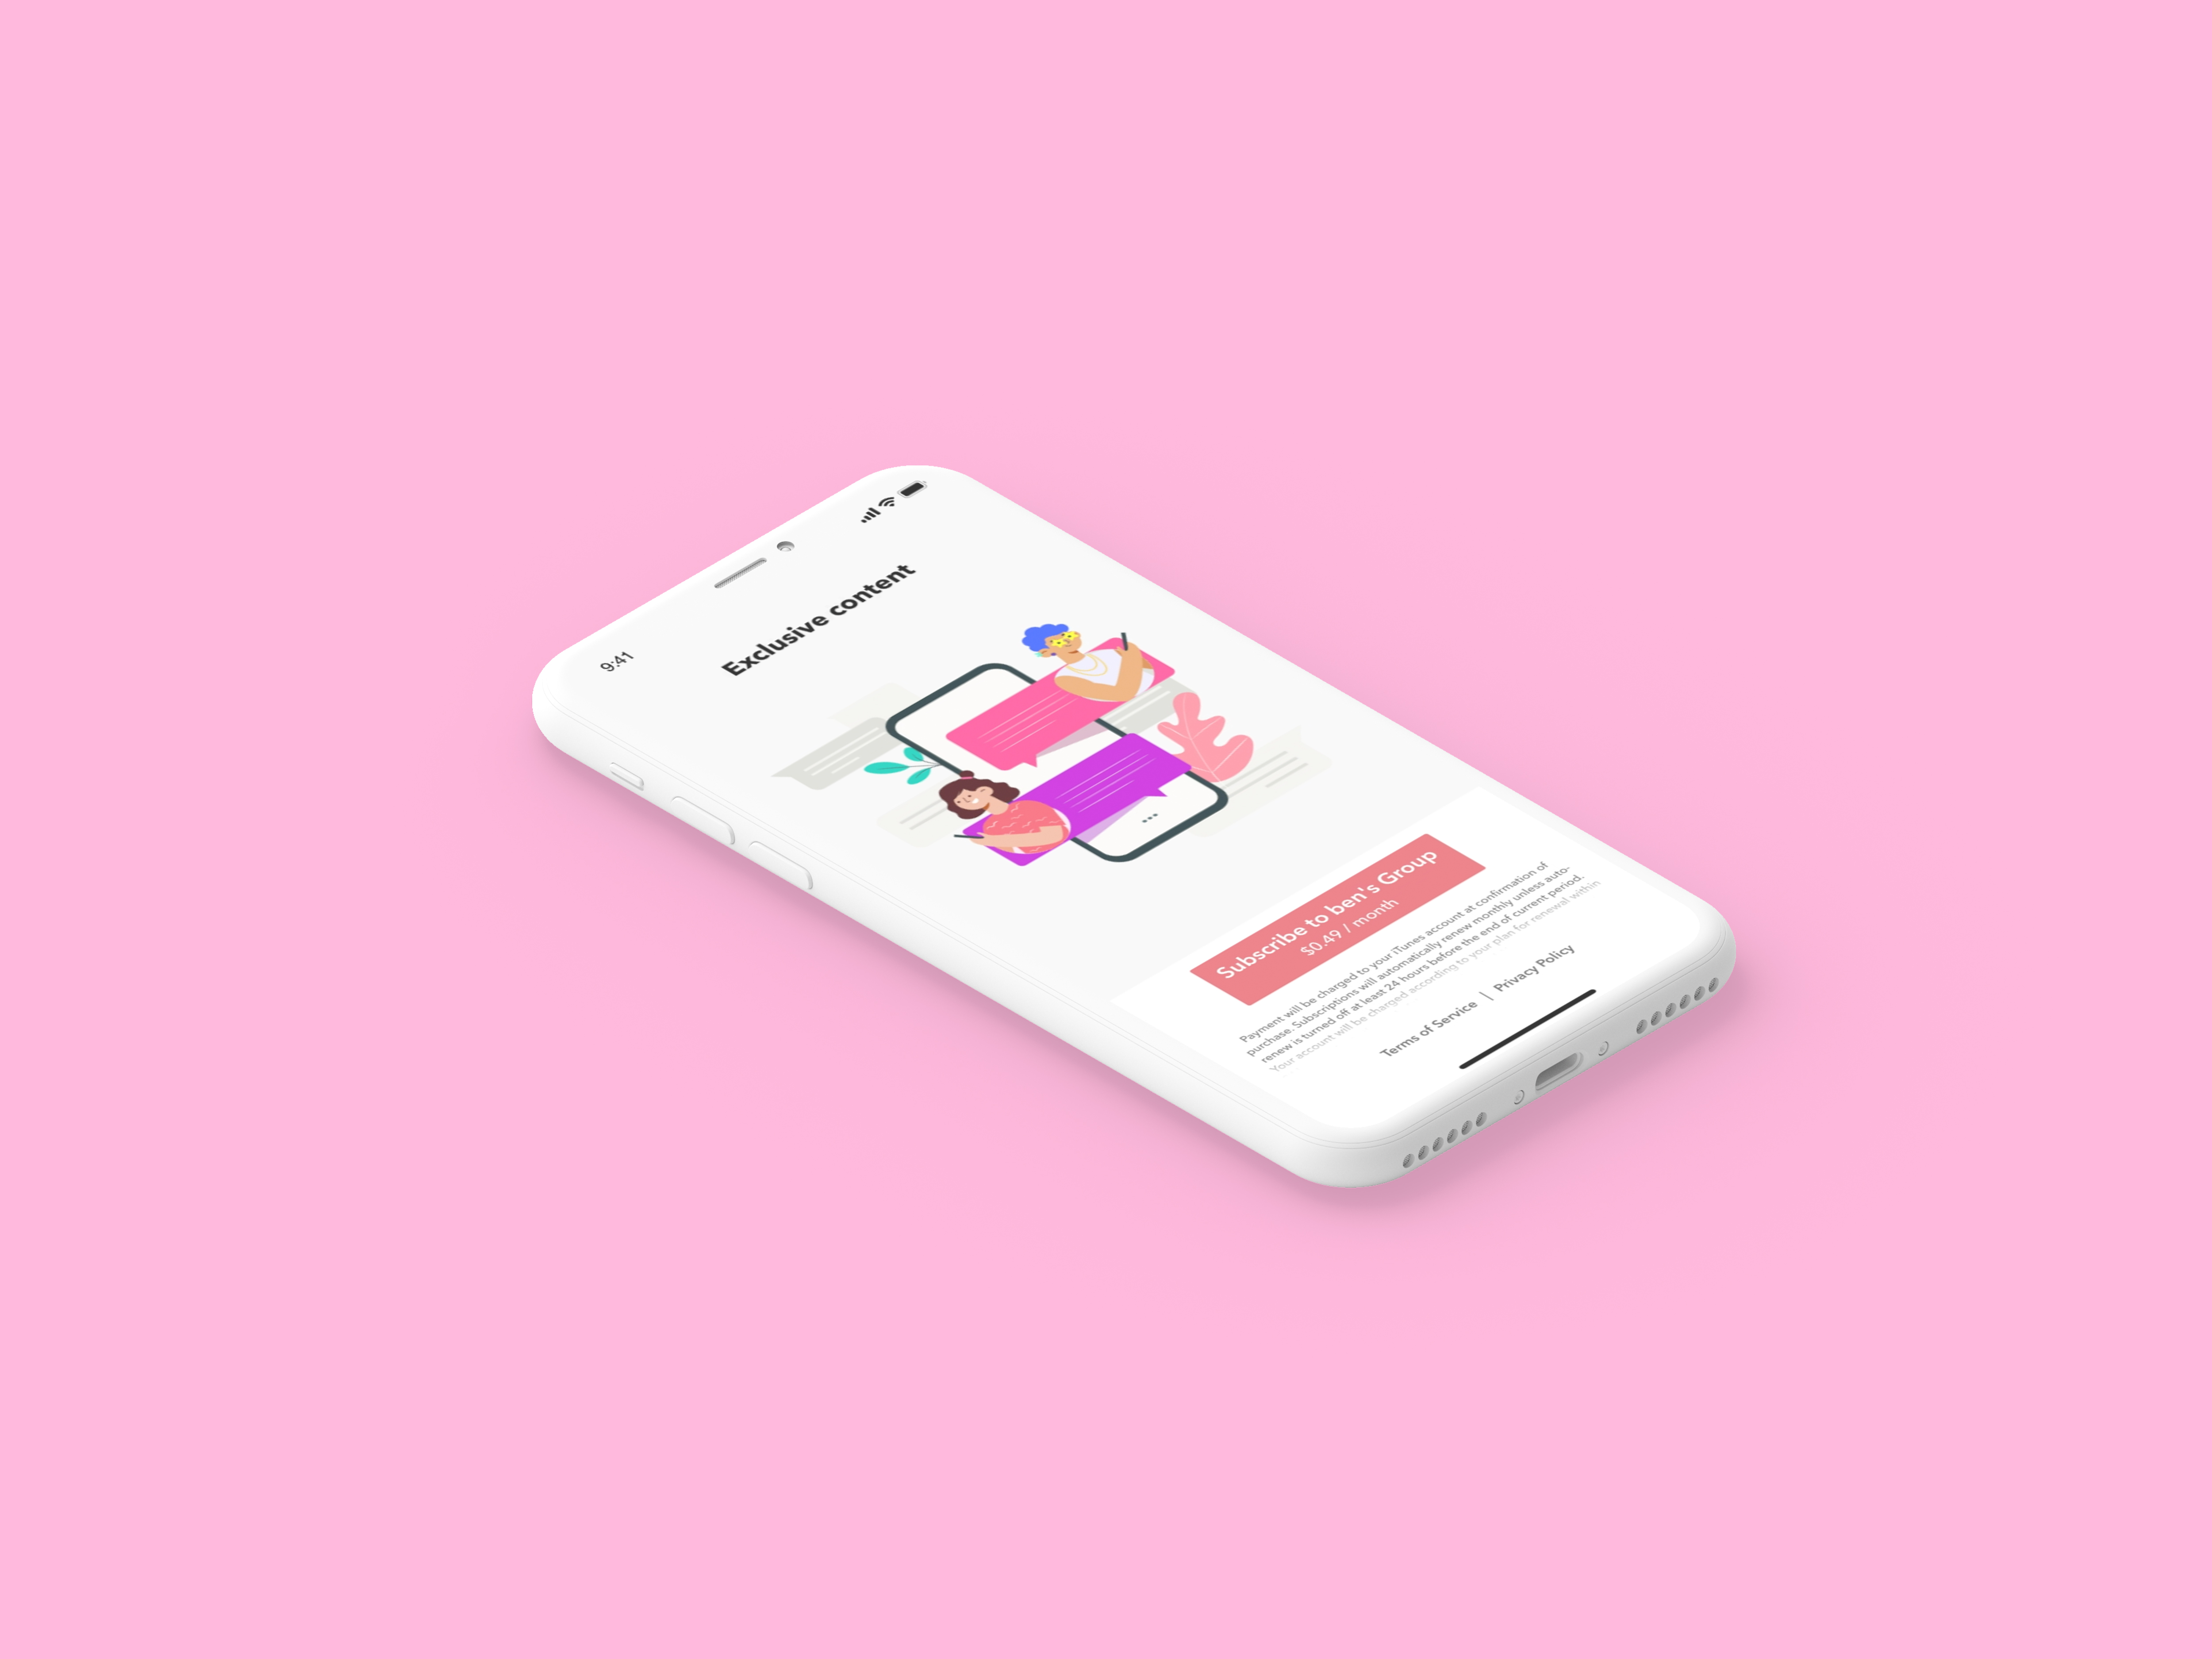 9:41
Exclusive content
Subscribe to ben's Group
$0.49 / month
Payment will be charged to your iTunes account at confirmation of
purchase. Subscriptions will automatically renew monthly unless auto-
renew is turned off at least 24 hours before the end of current period.
Your account will be charged according to your plan for renewal within
Terms of Service | Privacy Policy